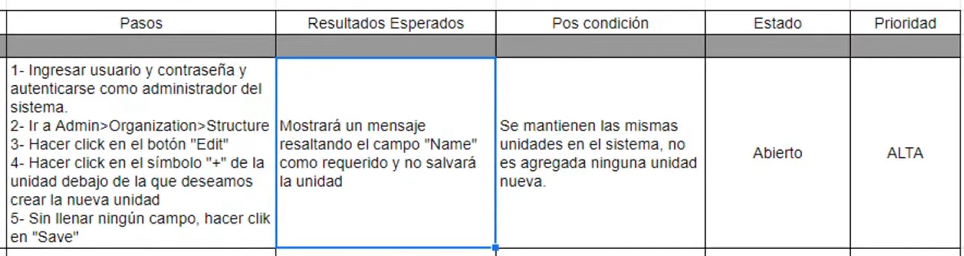 Pasos
Resultados Esperados
Pos condición
Estado
Prioridad
1- Ingresar usuario y contraseña y
autenticarse como administrador del
sistema.
2- Ir a Admin>Organization>Structure
3- Hacer click en el botón "Edit"
4- Hacer click en el símbolo "+" de la
unidad debajo de la que deseamos
crear la nueva unidad
5- Sin llenar ningún campo, hacer clik
en "Save"
Mostrará un mensaje
resaltando el campo "Name"
como requerido y no salvará
la unidad
Se mantienen las mismas
unidades en el sistema, no
es agregada ninguna unidad
nueva.
Abierto
ALTA